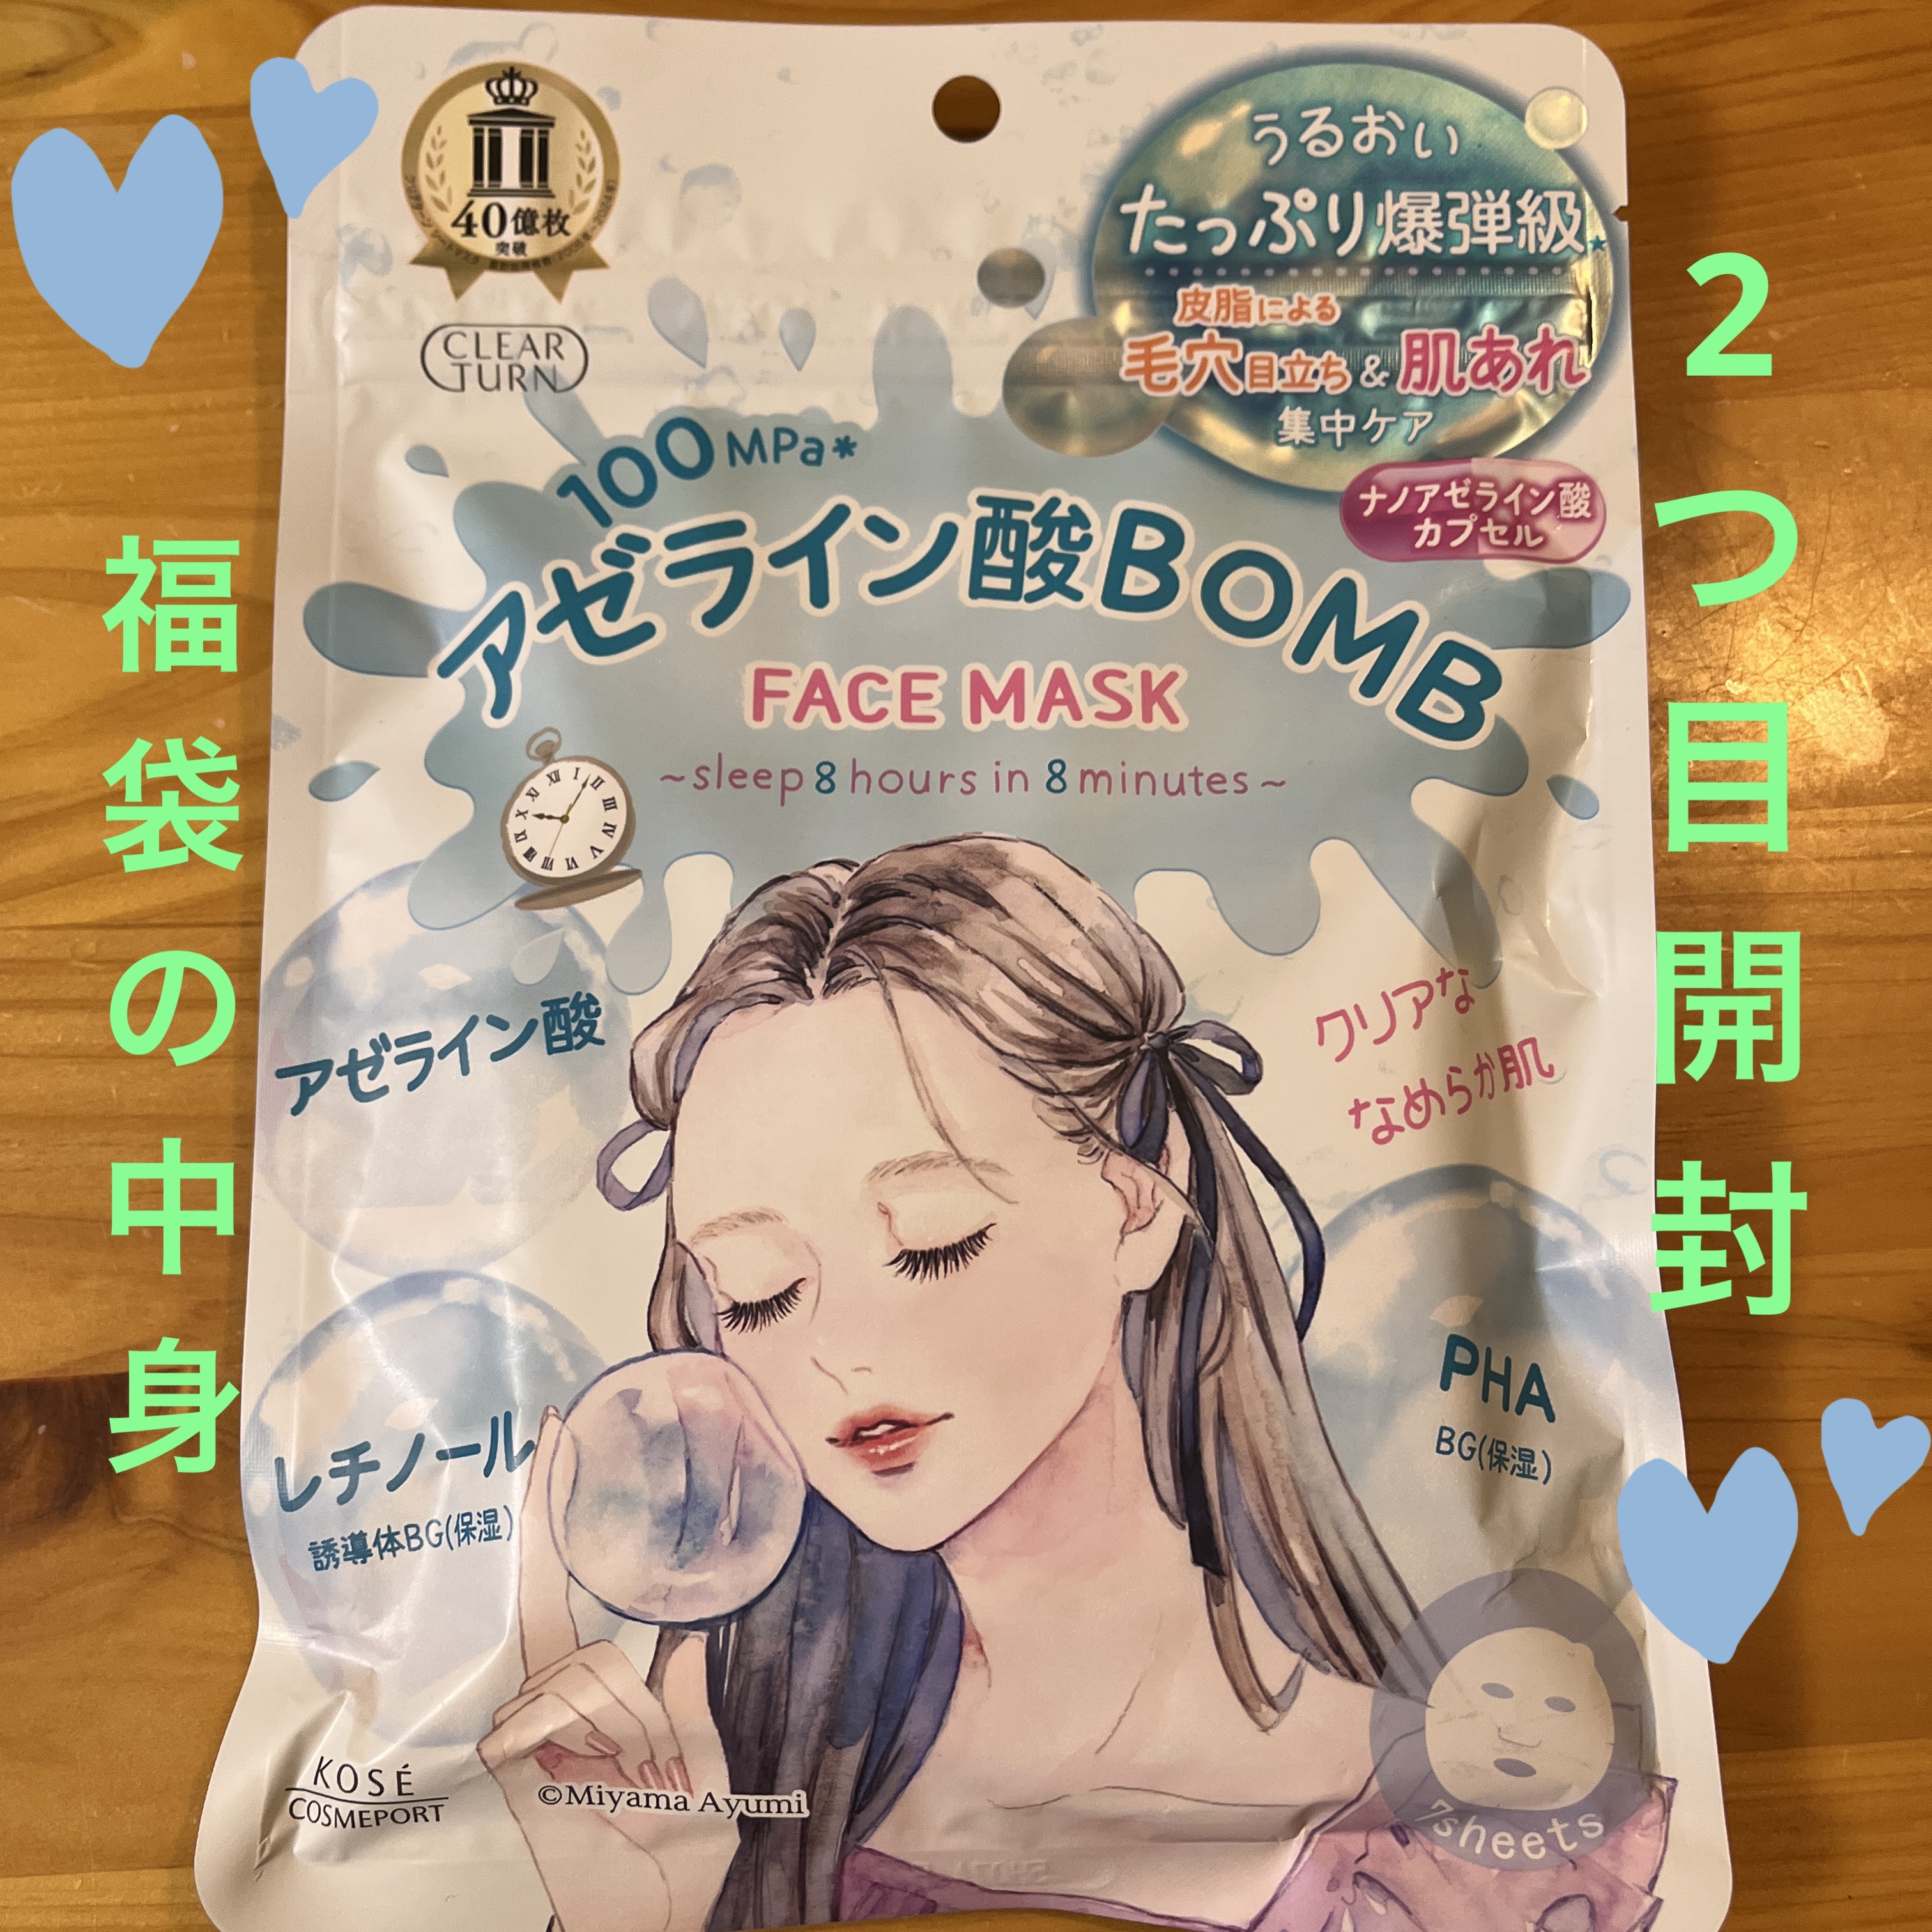 40億枚
突破
CLEAR
TURN
うるおい
たっぷり爆弾級*
皮脂による
毛穴目立ち&肌あれ
集中ケア
ナノアゼライン酸
カプセル
100MPa*
アゼライン酸BOMB
FACE MASK
~sleep 8 hours in 8 minutes~
福袋の中身
2つ目開封
アゼライン酸
クリアな
なめらか肌
レチノール
誘導体BG(保湿)
PHA
BG(保湿)
KOSÉ
COSMEPORT
©Miyama Ayumi
7sheets